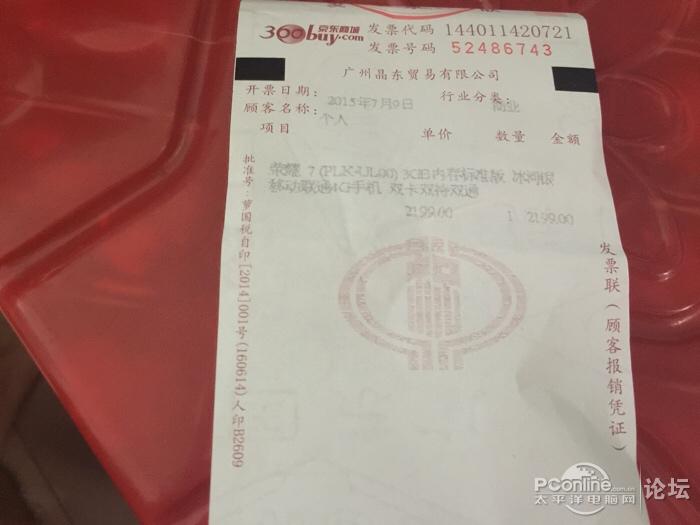 360buy.com 京东商城
发票代码 144011420721
发票号码 52486743
广州晶东贸易有限公司
开票日期: 2015年7月9日 行业分类: 商业
顾客名称: 个人
项目 单价 数量 金额
荣耀 7 (PLK-UL00) 3GB内存标准版 冰河银
移动联通4G手机 双卡双待双通
2199.00 1 2199.00
批准号:
国税自印[2014]001号(160614)人印B2609
发票联(顾客报销凭证)
PConline.com.cn
太平洋电脑网
论坛